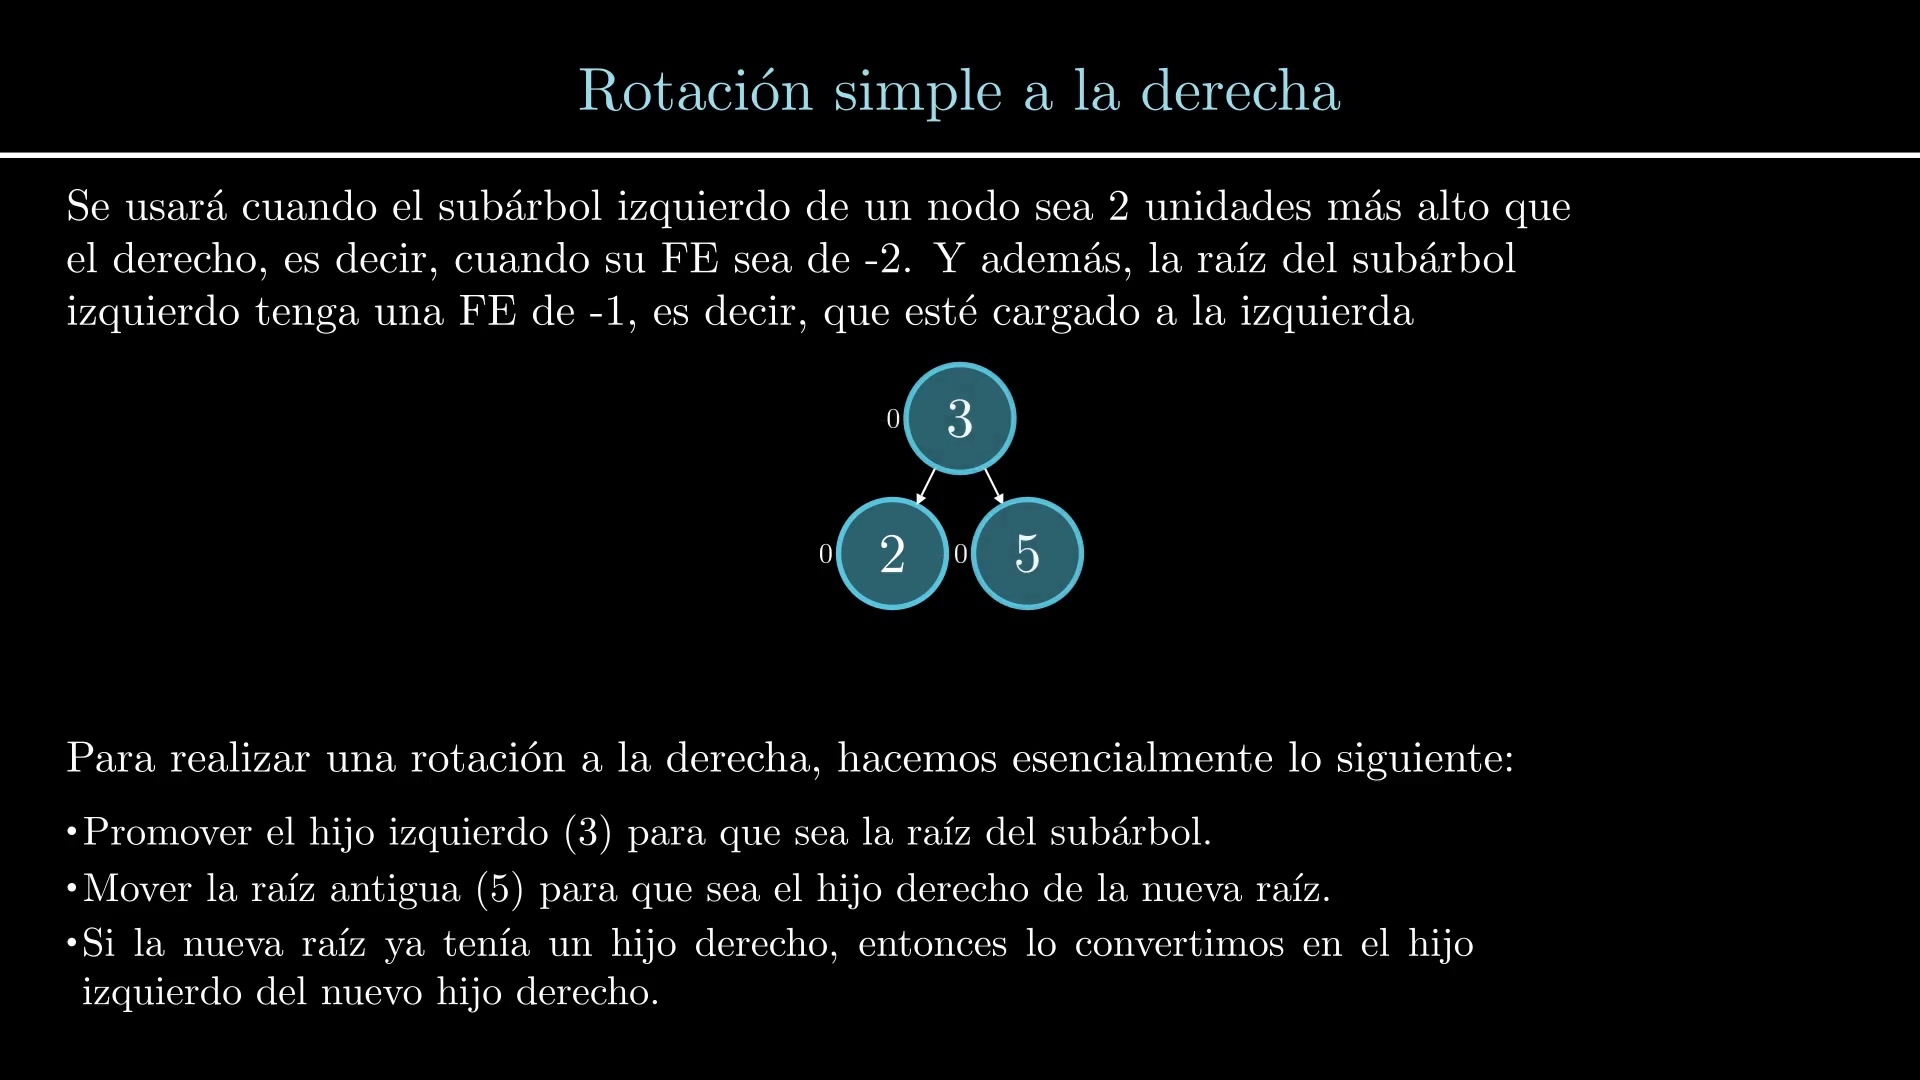 Rotación simple a la derecha
Se usará cuando el subárbol izquierdo de un nodo sea 2 unidades más alto que
el derecho, es decir, cuando su FE sea de -2. Y además, la raíz del subárbol
izquierdo tenga una FE de -1, es decir, que esté cargado a la izquierda
0 3
0 2 0 5
Para realizar una rotación a la derecha, hacemos esencialmente lo siguiente:
•Promover el hijo izquierdo (3) para que sea la raíz del subárbol.
•Mover la raíz antigua (5) para que sea el hijo derecho de la nueva raíz.
•Si la nueva raíz ya tenía un hijo derecho, entonces lo convertimos en el hijo
izquierdo del nuevo hijo derecho.